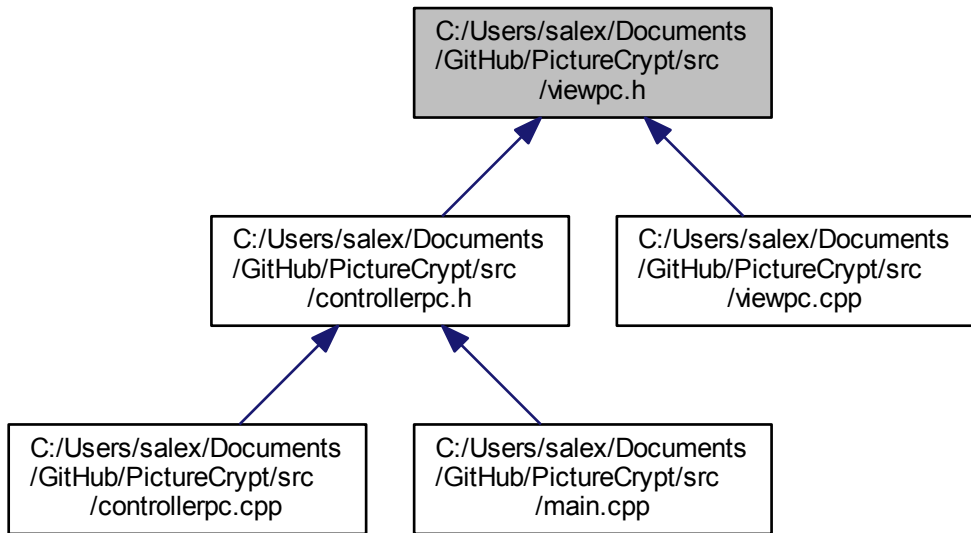 C:/Users/salex/Documents
/GitHub/PictureCrypt/src
/viewpc.h
C:/Users/salex/Documents
/GitHub/PictureCrypt/src
/controllerpc.h
C:/Users/salex/Documents
/GitHub/PictureCrypt/src
/viewpc.cpp
C:/Users/salex/Documents
/GitHub/PictureCrypt/src
/controllerpc.cpp
C:/Users/salex/Documents
/GitHub/PictureCrypt/src
/main.cpp